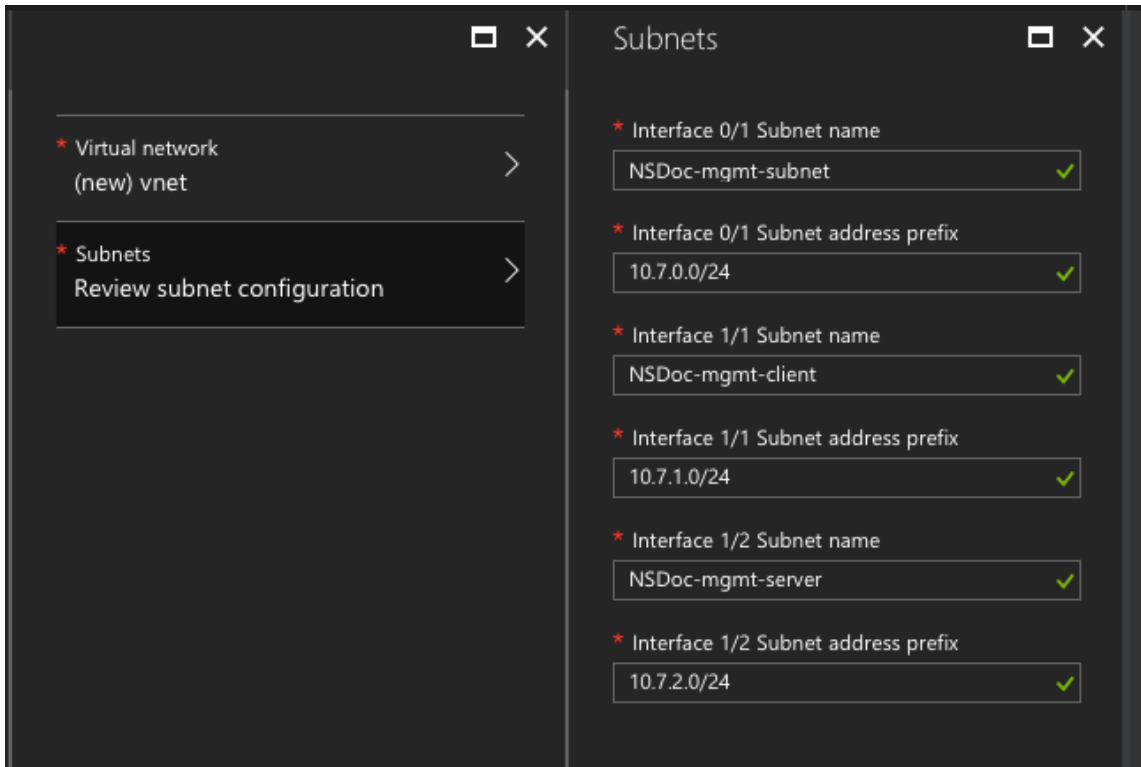 * Virtual network
(new) vnet
* Subnets
Review subnet configuration
Subnets
* Interface 0/1 Subnet name
NSDoc-mgmt-subnet
* Interface 0/1 Subnet address prefix
10.7.0.0/24
* Interface 1/1 Subnet name
NSDoc-mgmt-client
* Interface 1/1 Subnet address prefix
10.7.1.0/24
* Interface 1/2 Subnet name
NSDoc-mgmt-server
* Interface 1/2 Subnet address prefix
10.7.2.0/24